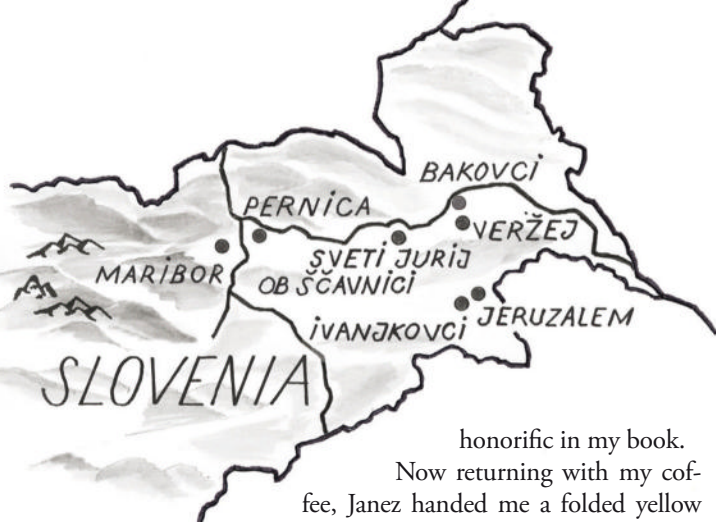 BAKOVCI
PERNICA
VERŽEJ
SVETI JURIJ
OB ŠČAVNICI
MARIBOR
JERUZALEM
IVANJKOVCI
SLOVENIA
honorific in my book.
Now returning with my cof-
fee, Janez handed me a folded yellow